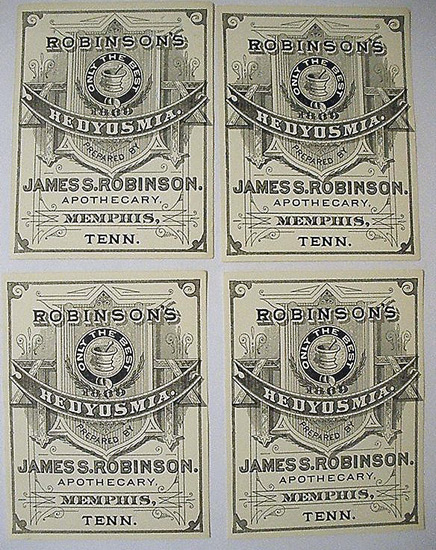 ROBINSON'S
ONLY THE BEST
1869
HEDYOSMIA.
PREPARED BY
JAMES S. ROBINSON.
APOTHECARY,
MEMPHIS,
TENN.
ROBINSON'S
ONLY THE BEST
1869
HEDYOSMIA.
PREPARED BY
JAMES S. ROBINSON.
APOTHECARY,
MEMPHIS,
TENN.
ROBINSON'S
ONLY THE BEST
1869
HEDYOSMIA.
PREPARED BY
JAMES S. ROBINSON.
APOTHECARY,
MEMPHIS,
TENN.
ROBINSON'S
ONLY THE BEST
1869
HEDYOSMIA.
PREPARED BY
JAMES S. ROBINSON.
APOTHECARY,
MEMPHIS,
TENN.